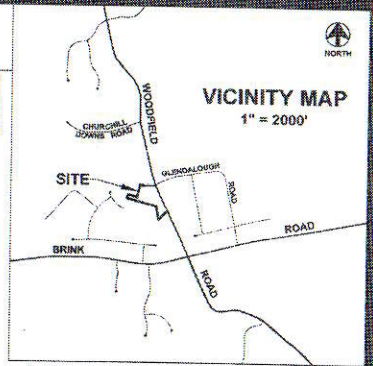 NORTH
VICINITY MAP
1" = 2000'
WOODFIELD
CHURCHILL
DOWNS ROAD
SITE
GLENDALOUGH
ROAD
ROAD
BRINK
ROAD